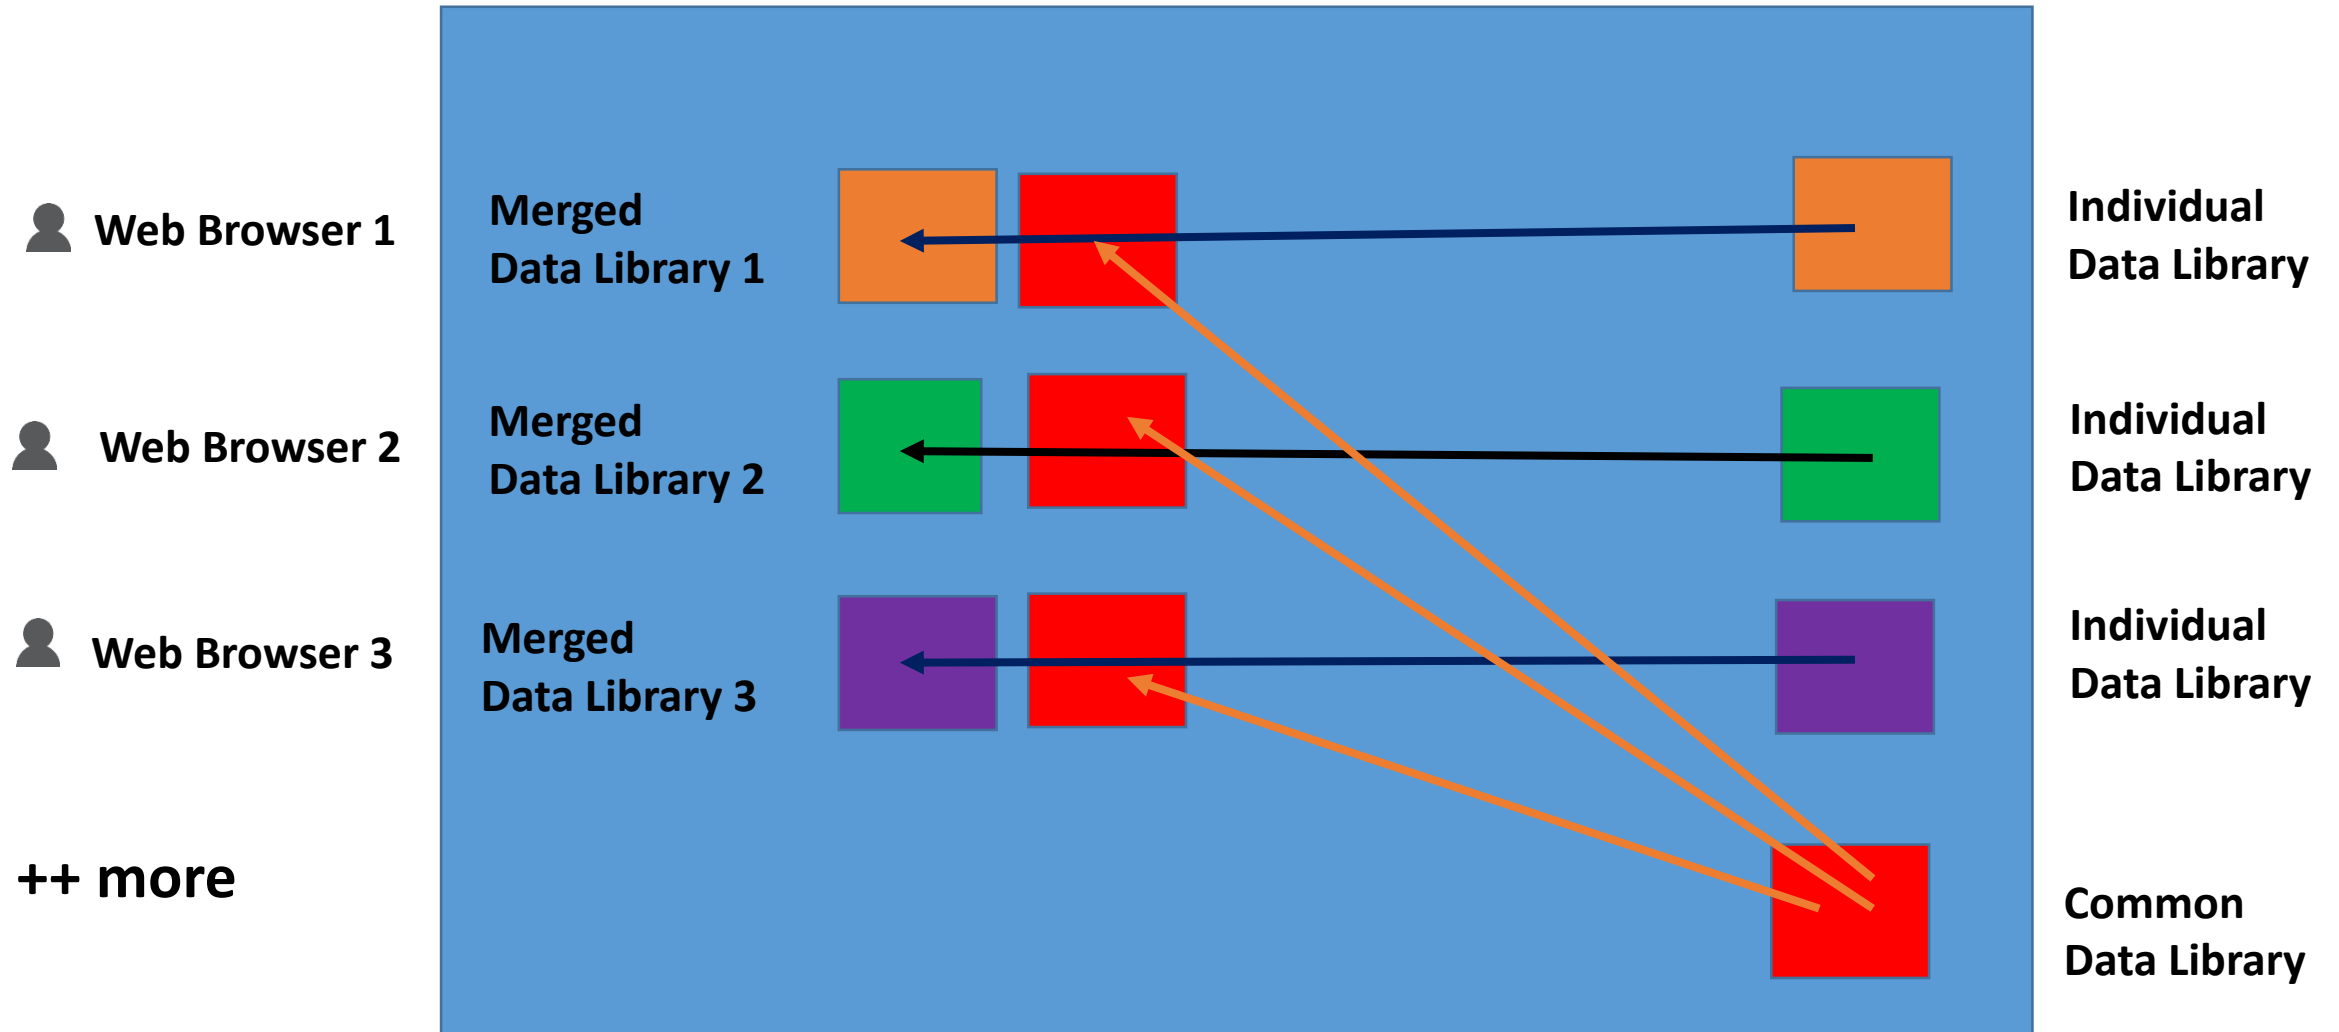 Web Browser 1
Merged
Data Library 1
Individual
Data Library
Web Browser 2
Merged
Data Library 2
Individual
Data Library
Web Browser 3
Merged
Data Library 3
Individual
Data Library
++ more
Common
Data Library